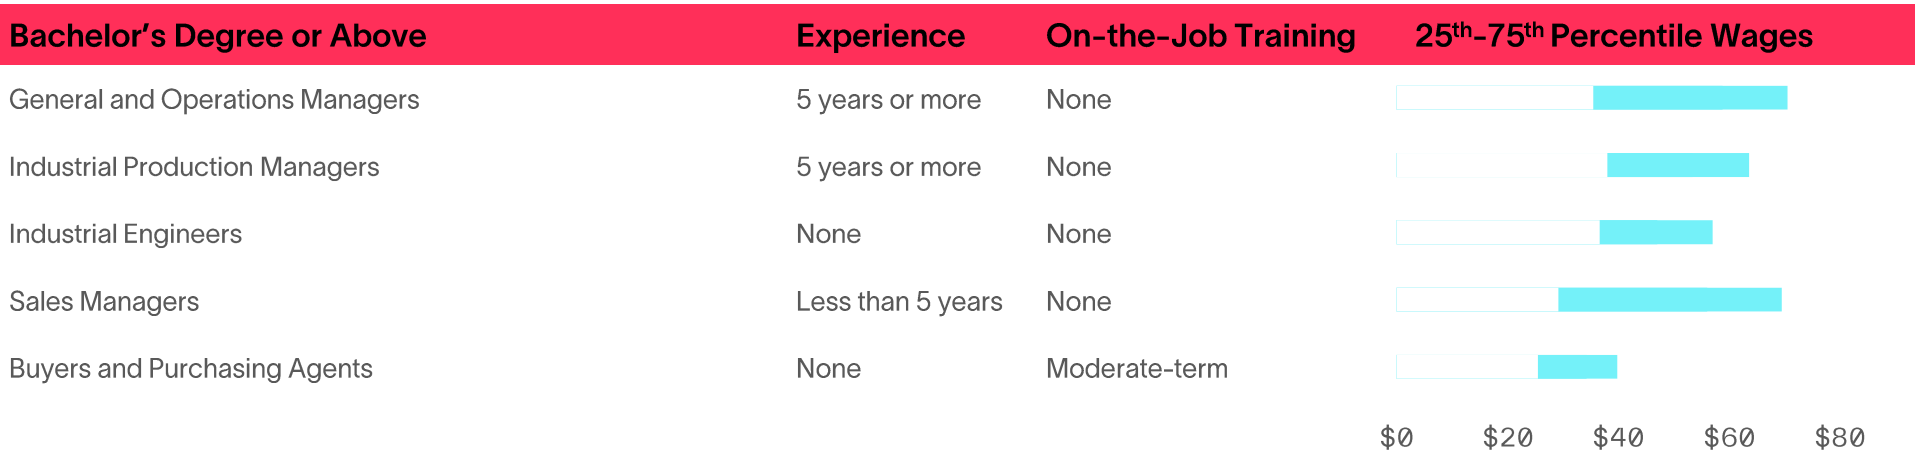 Bachelor’s Degree or Above Experience On-the-Job Training 25th-75th Percentile Wages
General and Operations Managers 5 years or more None
Industrial Production Managers 5 years or more None
Industrial Engineers None None
Sales Managers Less than 5 years None
Buyers and Purchasing Agents None Moderate-term
$0 $20 $40 $60 $80